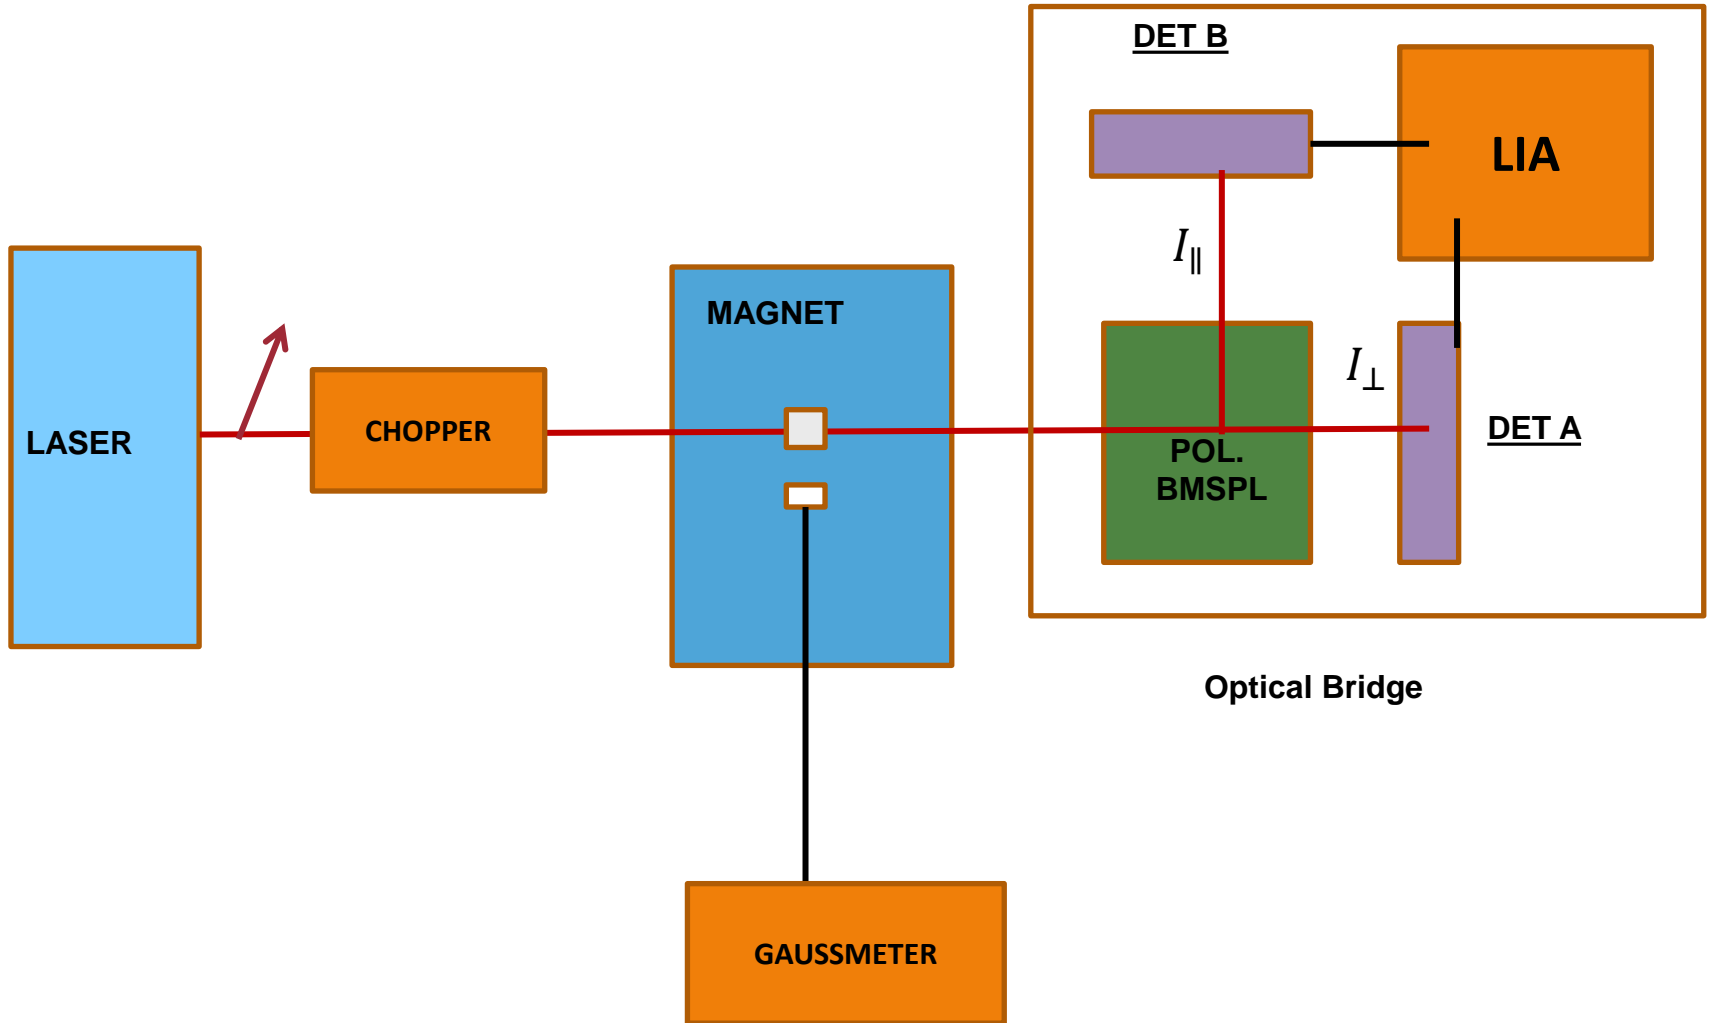 DET B
LIA
I∥
MAGNET
I⊥
LASER
CHOPPER
DET A
POL.
BMSPL
Optical Bridge
GAUSSMETER